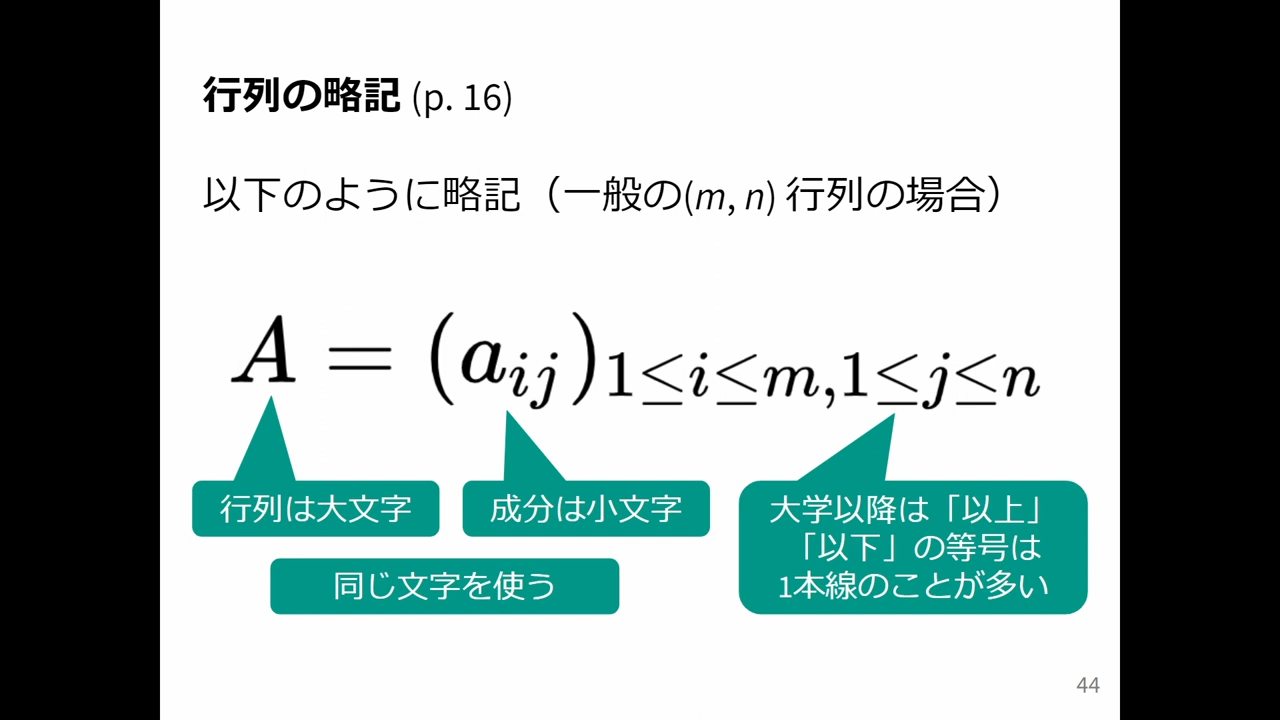 行列の略記 (p. 16)
以下のように略記（一般の(m, n) 行列の場合）
A = (a_{ij})_{1≤i≤m,1≤j≤n}
行列は大文字
成分は小文字
同じ文字を使う
大学以降は「以上」
「以下」の等号は
1本線のことが多い
44